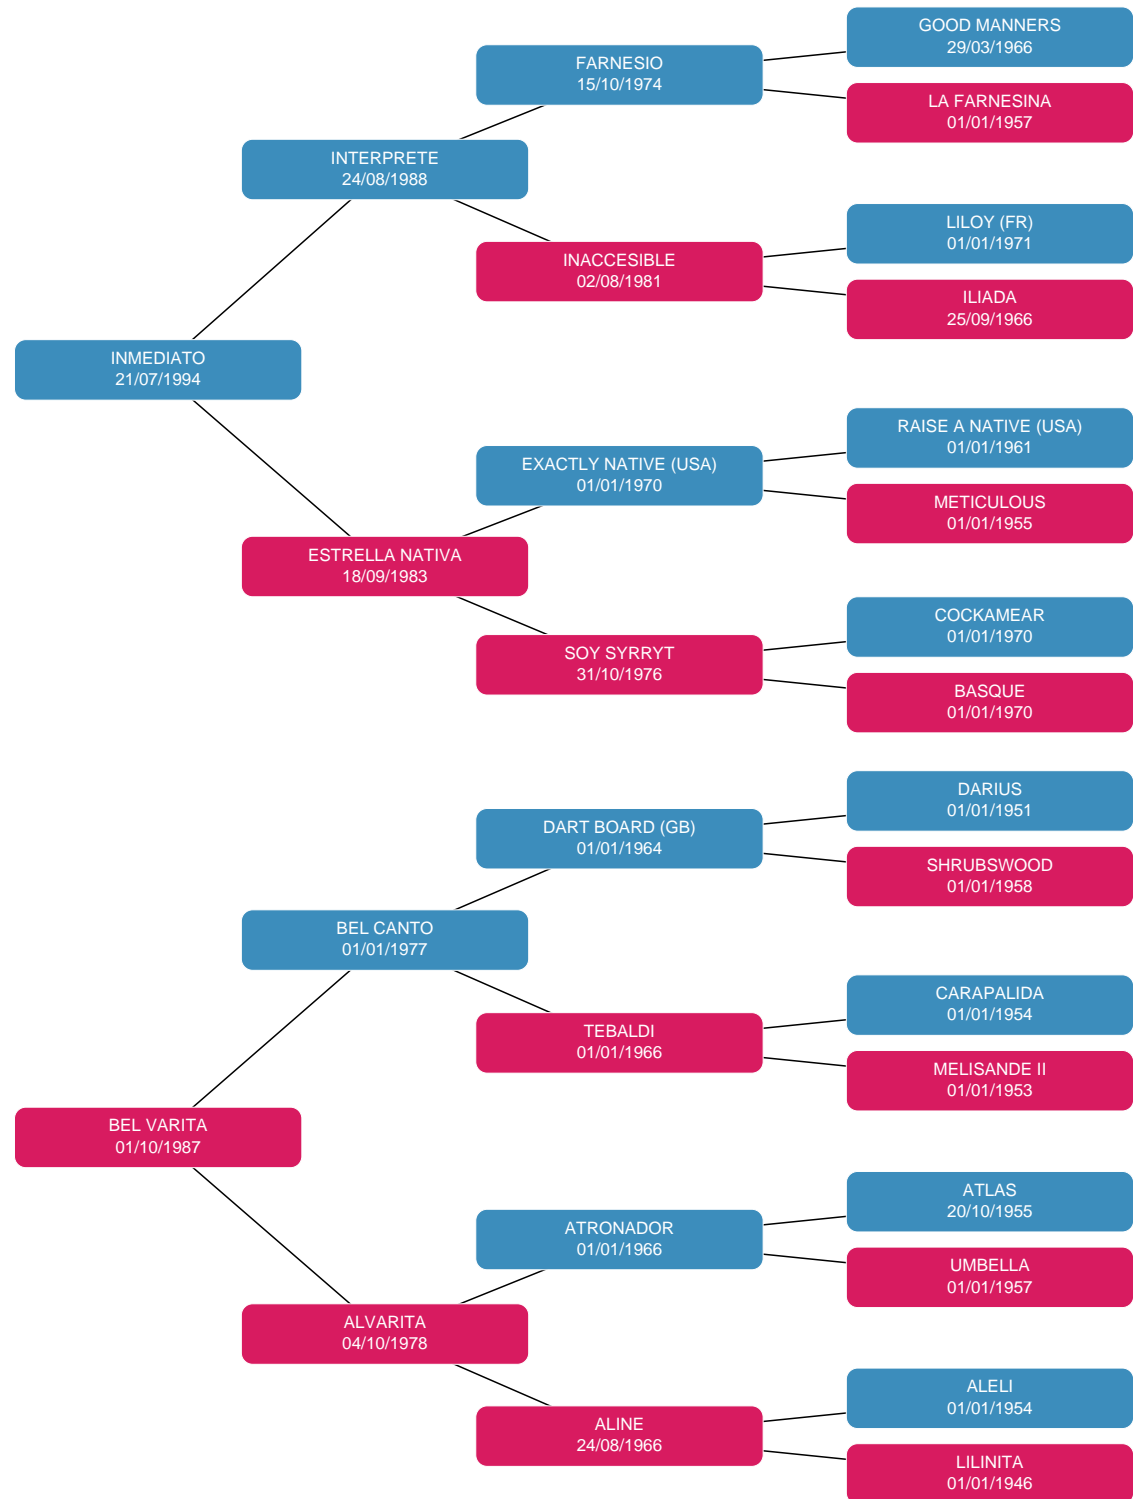 GOOD MANNERS
29/03/1966
FARNESIO
15/10/1974
LA FARNESINA
01/01/1957
INTERPRETE
24/08/1988
LILOY (FR)
01/01/1971
INACCESIBLE
02/08/1981
ILIADA
25/09/1966
INMEDIATO
21/07/1994
RAISE A NATIVE (USA)
01/01/1961
EXACTLY NATIVE (USA)
01/01/1970
METICULOUS
01/01/1955
ESTRELLA NATIVA
18/09/1983
COCKAMEAR
01/01/1970
SOY SYRRYT
31/10/1976
BASQUE
01/01/1970
DARIUS
01/01/1951
DART BOARD (GB)
01/01/1964
SHRUBSWOOD
01/01/1958
BEL CANTO
01/01/1977
CARAPALIDA
01/01/1954
TEBALDI
01/01/1966
MELISANDE II
01/01/1953
BEL VARITA
01/10/1987
ATLAS
20/10/1955
ATRONADOR
01/01/1966
UMBELLA
01/01/1957
ALVARITA
04/10/1978
ALELI
01/01/1954
ALINE
24/08/1966
LILINITA
01/01/1946